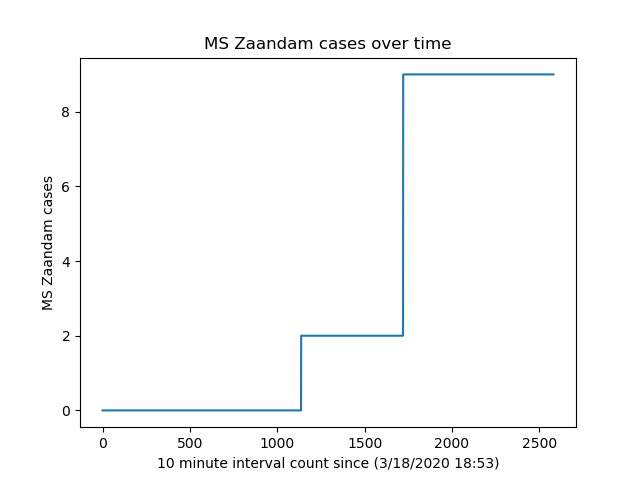 MS Zaandam cases over time
MS Zaandam cases
8
6
4
2
0
0 500 1000 1500 2000 2500
10 minute interval count since (3/18/2020 18:53)